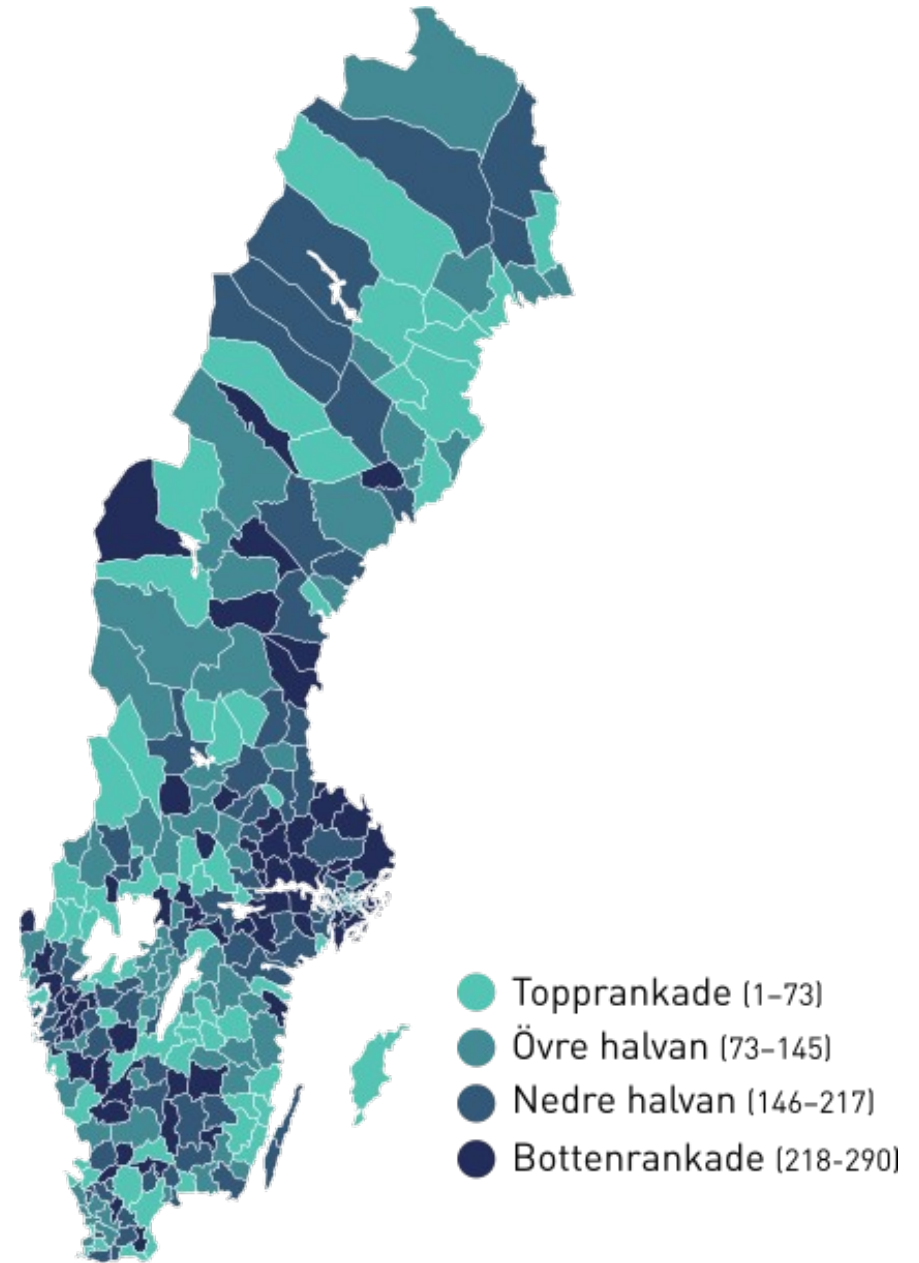 Topprankade (1–73)
Övre halvan (73–145)
Nedre halvan (146–217)
Bottenrankade (218-290)